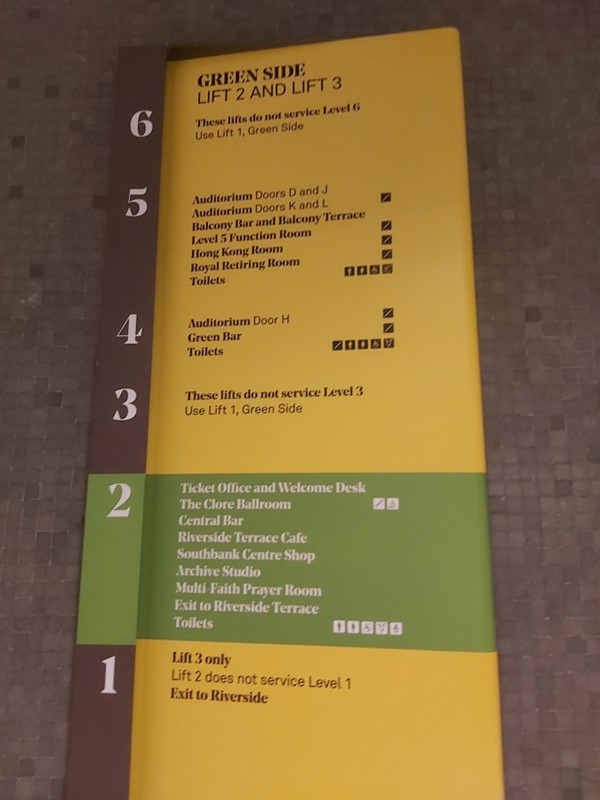 GREEN SIDE
LIFT 2 AND LIFT 3
6
These lifts do not service Level 6
Use Lift 1, Green Side
5
Auditorium Doors D and J
Auditorium Doors K and L
Balcony Bar and Balcony Terrace
Level 5 Function Room
Hong Kong Room
Royal Retiring Room
Toilets
4
Auditorium Door H
Green Bar
Toilets
3
These lifts do not service Level 3
Use Lift 1, Green Side
2
Ticket Office and Welcome Desk
The Clore Ballroom
Central Bar
Riverside Terrace Cafe
Southbank Centre Shop
Archive Studio
Multi-Faith Prayer Room
Exit to Riverside Terrace
Toilets
1
Lift 3 only
Lift 2 does not service Level 1
Exit to Riverside